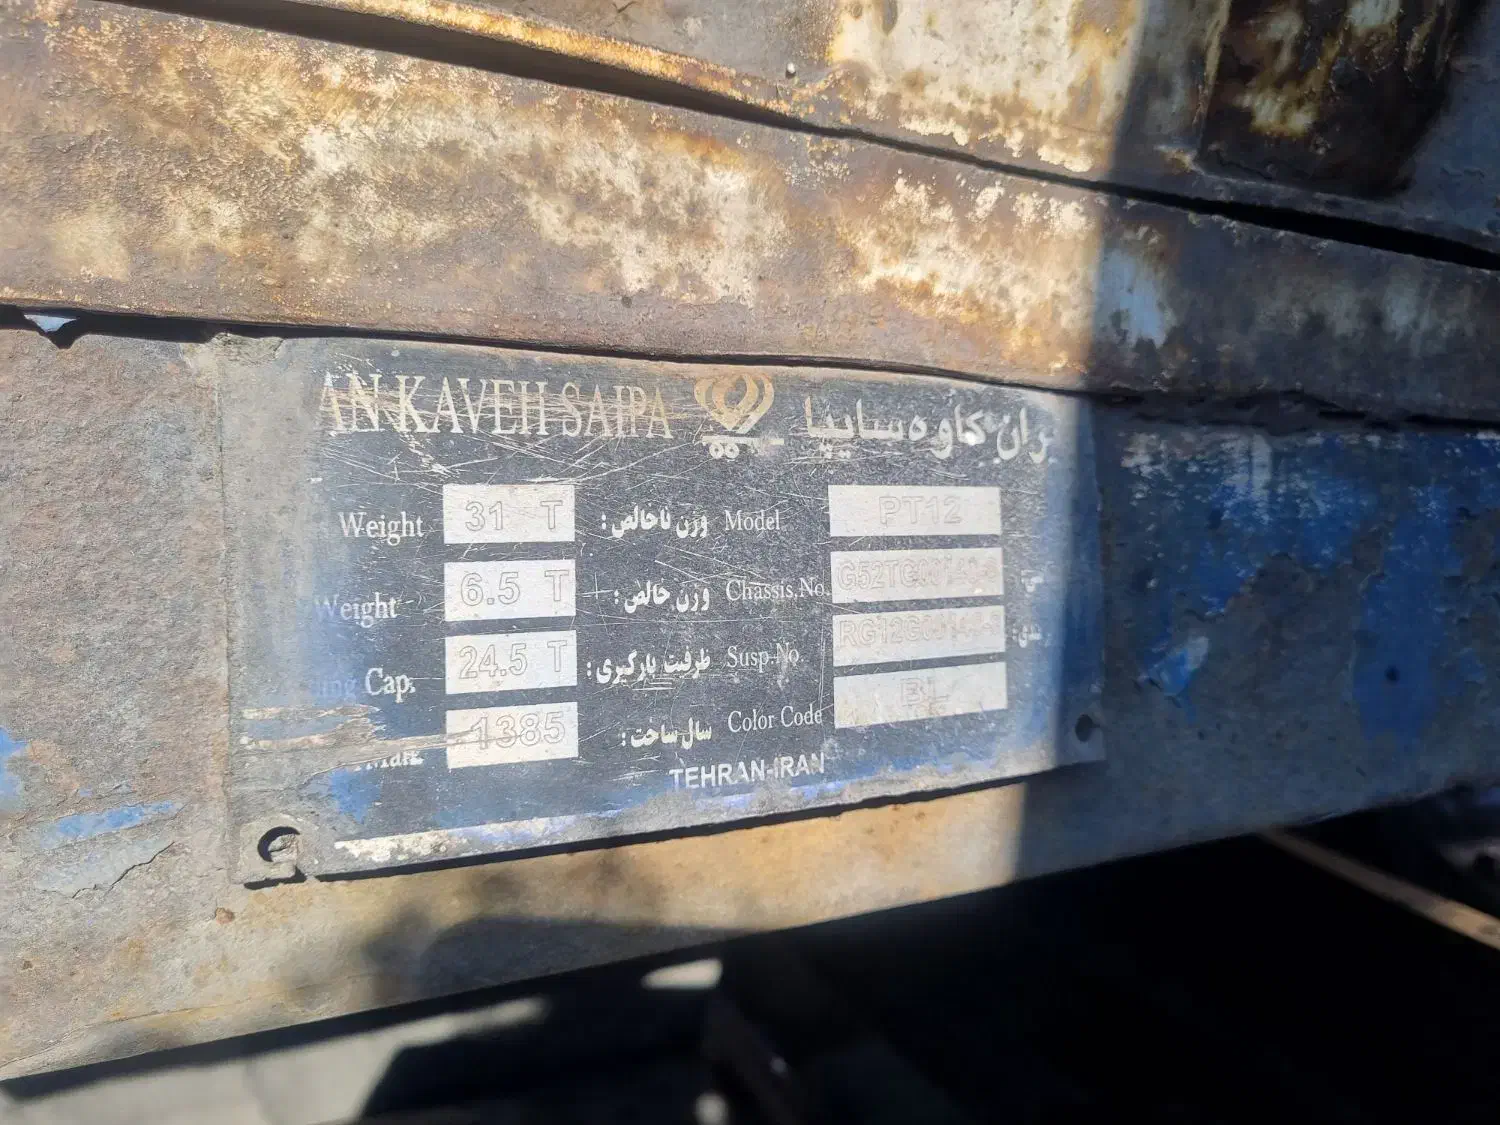 AN KAVEH SAIPA ران کاوه سایپا
Weight 31 T وزن ناخالص : Model PT12
Weight 6.5 T وزن خالص : Chassis.No.
Cap. 24.5 T ظرفیت بارگیری : Susp.No.
1385 سال ساخت : Color Code BL
TEHRAN-IRAN